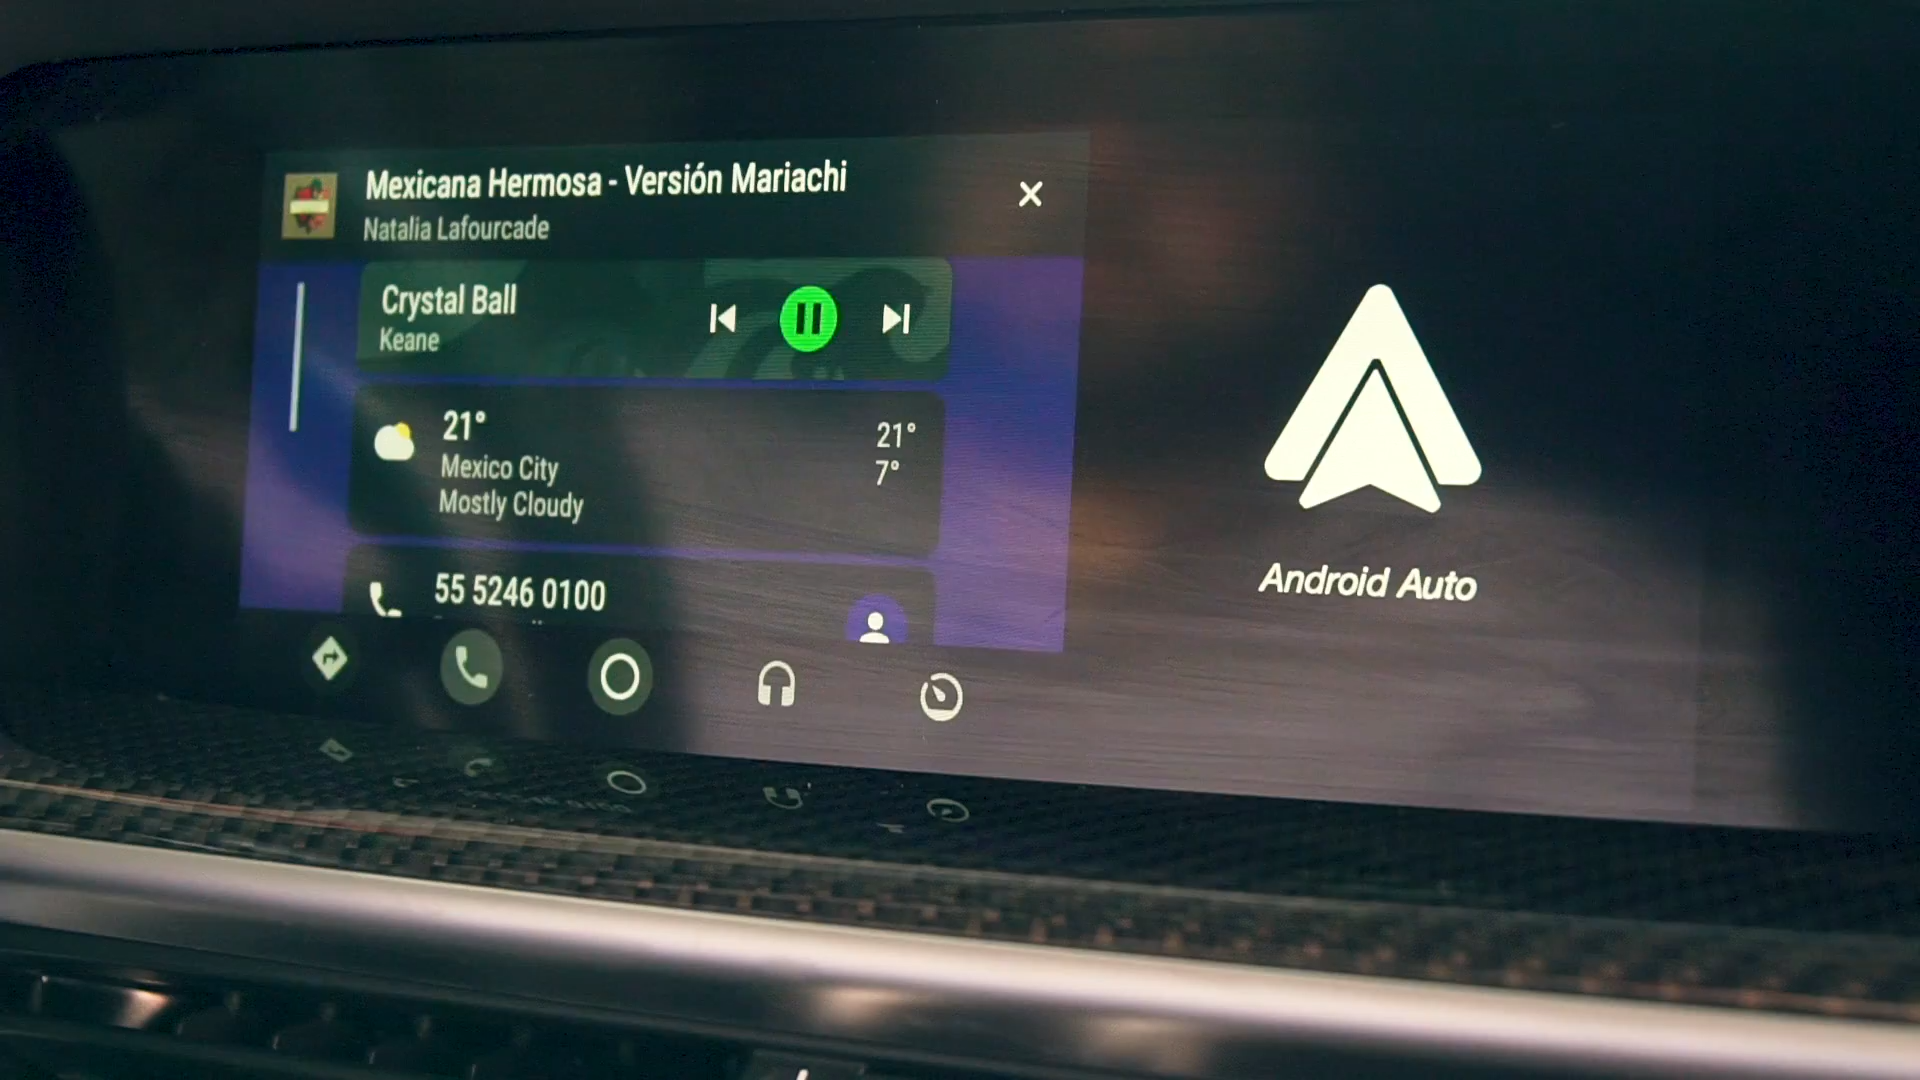 Mexicana Hermosa - Versión Mariachi
Natalia Lafourcade
Crystal Ball
Keane
21°
Mexico City
Mostly Cloudy
21°
7°
55 5246 0100
Android Auto